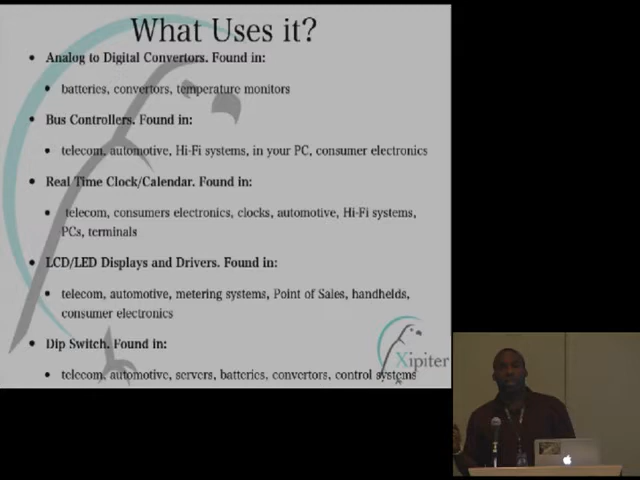 What Uses it?
Analog to Digital Convertors. Found in:
batteries, convertors, temperature monitors
Bus Controllers. Found in:
telecom, automotive, Hi-Fi systems, in your PC, consumer electronics
Real Time Clock/Calendar. Found in:
telecom, consumers electronics, clocks, automotive, Hi-Fi systems,
PCs, terminals
LCD/LED Displays and Drivers. Found in:
telecom, automotive, metering systems, Point of Sales, handhelds,
consumer electronics
Dip Switch. Found in:
telecom, automotive, servers, batteries, convertors, control systems
Xipiter